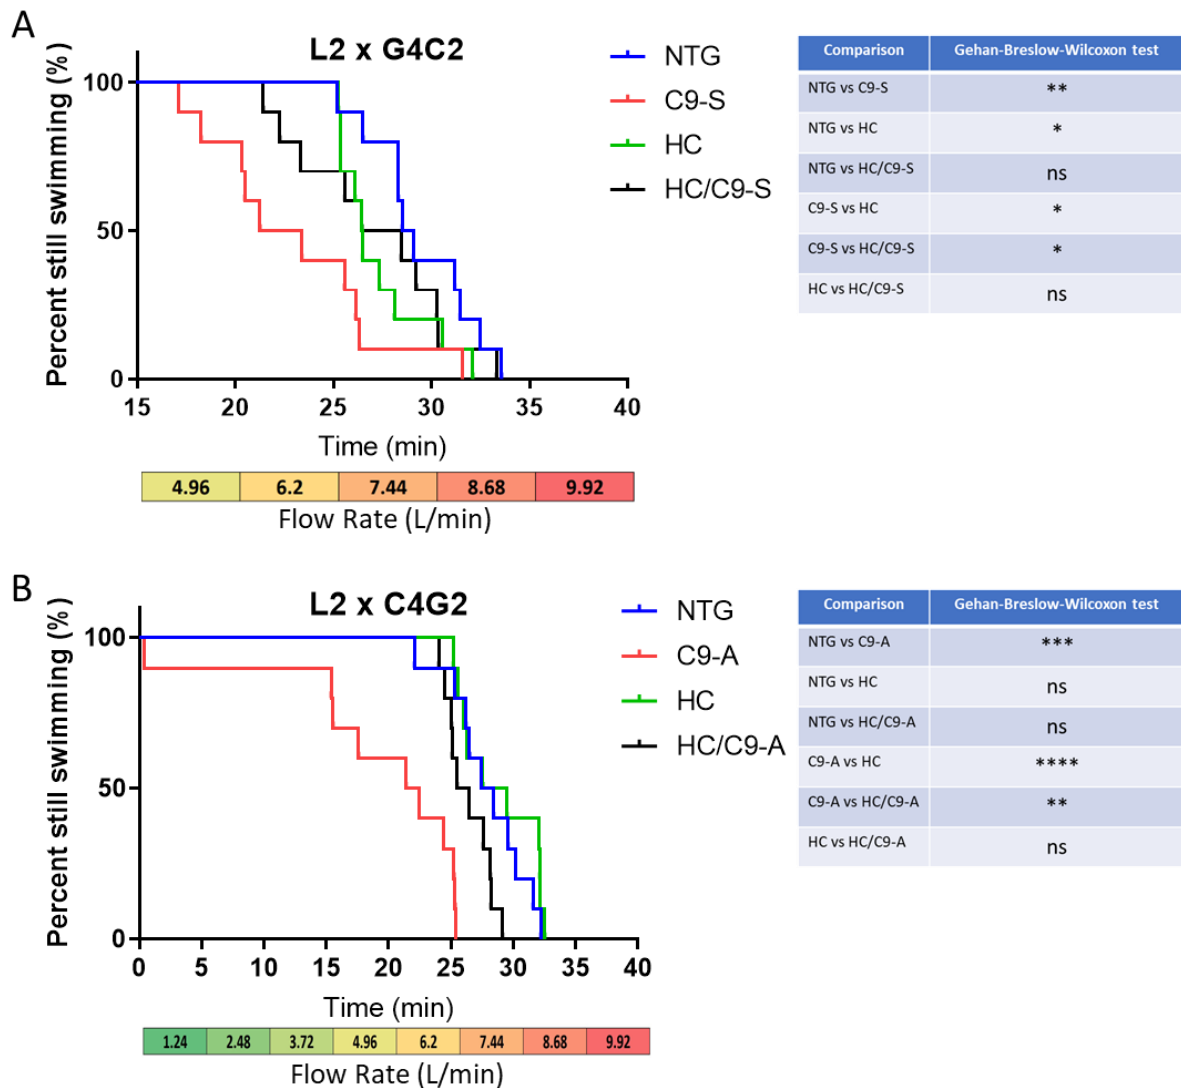 A
L2 x G4C2
Percent still swimming (%)
100
50
0
15 20 25 30 35 40
Time (min)
NTG
C9-S
HC
HC/C9-S
4.96 6.2 7.44 8.68 9.92
Flow Rate (L/min)
Comparison Gehan-Breslow-Wilcoxon test
NTG vs C9-S **
NTG vs HC *
NTG vs HC/C9-S ns
C9-S vs HC *
C9-S vs HC/C9-S *
HC vs HC/C9-S ns
B
L2 x C4G2
Percent still swimming (%)
100
50
0
0 5 10 15 20 25 30 35 40
Time (min)
NTG
C9-A
HC
HC/C9-A
1.24 2.48 3.72 4.96 6.2 7.44 8.68 9.92
Flow Rate (L/min)
Comparison Gehan-Breslow-Wilcoxon test
NTG vs C9-A ***
NTG vs HC ns
NTG vs HC/C9-A ns
C9-A vs HC ****
C9-A vs HC/C9-A **
HC vs HC/C9-A ns